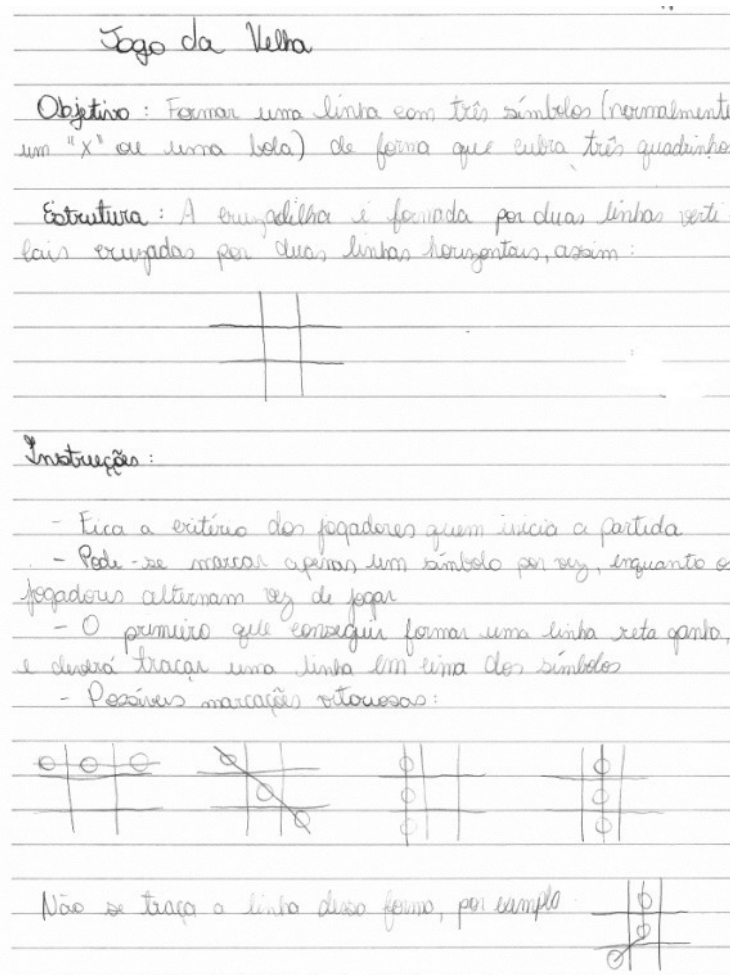 Jogo da Velha
Objetivo: Formar uma linha com três símbolos (normalmente
um "X" ou uma bola) de forma que cubra três quadrinhos
Estrutura: A cruzadilha é formada por duas linhas verti-
cais cruzadas por duas linhas horizontais, assim:
Instruções:
- Fica a critério dos jogadores quem inicia a partida
- Pode-se marcar apenas um símbolo por vez, enquanto os
jogadores alternam vez de jogar
- O primeiro que conseguir formar uma linha reta ganha,
e deverá traçar uma linha em cima dos símbolos
- Possíveis marcações vitoriosas:
Não se traça a linha dessa forma, por exemplo